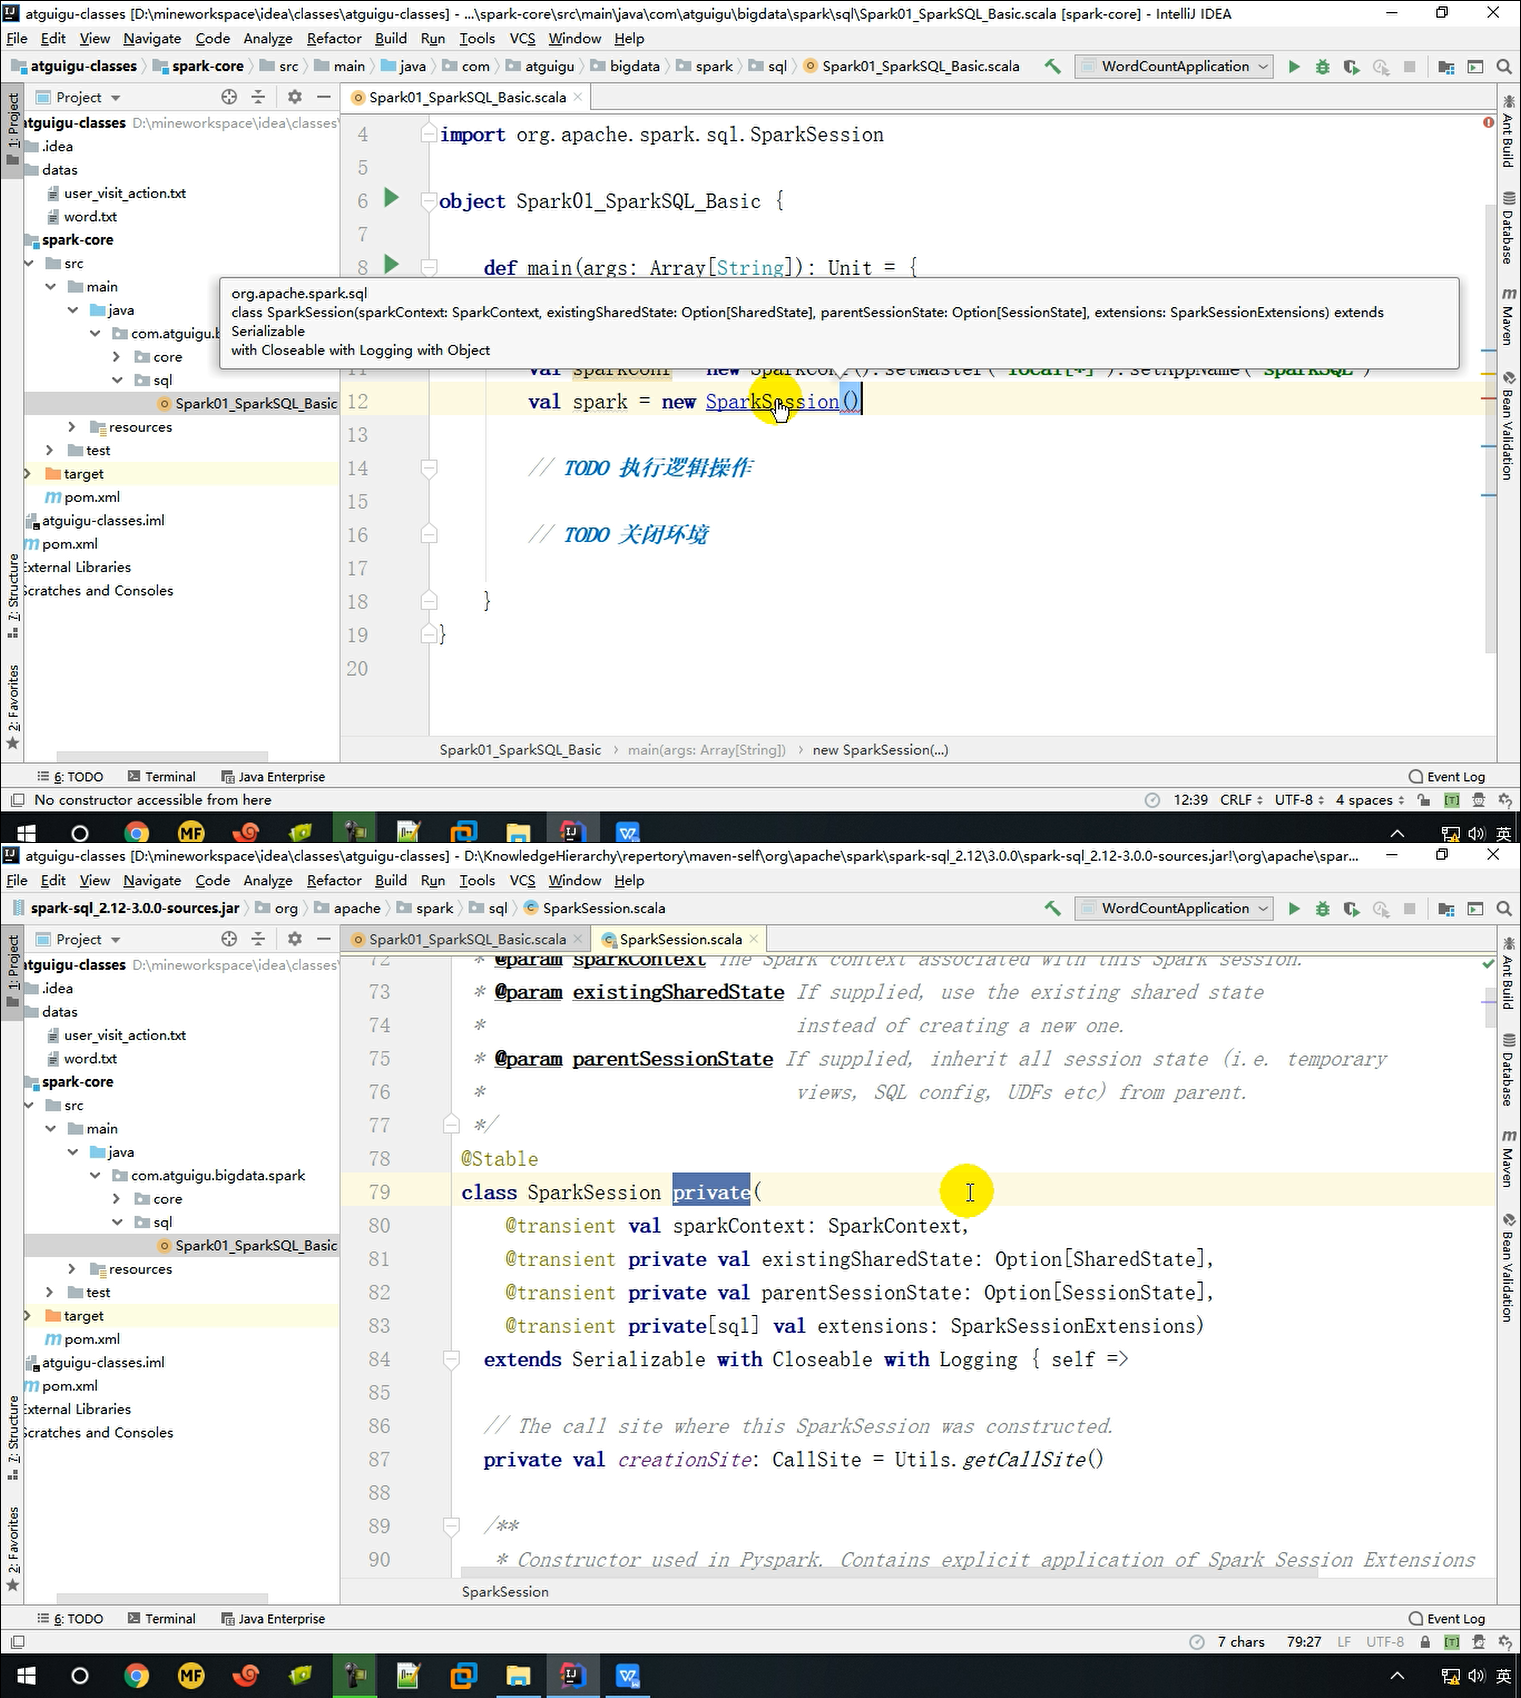 atguigu-classes [D:\mineworkspace\idea\classes\atguigu-classes] - ...\spark-core\src\main\java\com\atguigu\bigdata\spark\sql\Spark01_SparkSQL_Basic.scala [spark-core] - IntelliJ IDEA
File Edit View Navigate Code Analyze Refactor Build Run Tools VCS Window Help
atguigu-classes spark-core src main java com atguigu bigdata spark sql Spark01_SparkSQL_Basic.scala WordCountApplication
Project Spark01_SparkSQL_Basic.scala
1: Project
7: Structure
2: Favorites
atguigu-classes D:\mineworkspace\idea\classes
.idea
datas
user_visit_action.txt
word.txt
spark-core
src
main
java
com.atguigu.b
core
sql
Spark01_SparkSQL_Basic
resources
test
target
pom.xml
atguigu-classes.iml
pom.xml
External Libraries
Scratches and Consoles
4 import org.apache.spark.sql.SparkSession
5
6 object Spark01_SparkSQL_Basic {
7
8 def main(args: Array[String]): Unit = {
org.apache.spark.sql
class SparkSession(sparkContext: SparkContext, existingSharedState: Option[SharedState], parentSessionState: Option[SessionState], extensions: SparkSessionExtensions) extends
Serializable
with Closeable with Logging with Object
11 val sparkConf = new SparkConf().setMaster("local[*]").setAppName("sparkSQL")
12 val spark = new SparkSession()
13
14 // TODO 执行逻辑操作
15
16 // TODO 关闭环境
17
18 }
19 }
20
Ant Build
Database
Maven
Bean Validation
Spark01_SparkSQL_Basic main(args: Array[String]) new SparkSession(...)
6: TODO Terminal Java Enterprise Event Log
No constructor accessible from here 12:39 CRLF UTF-8 4 spaces
MF 英
atguigu-classes [D:\mineworkspace\idea\classes\atguigu-classes] - D:\KnowledgeHierarchy\repertory\maven-self\org\apache\spark\spark-sql_2.12\3.0.0\spark-sql_2.12-3.0.0-sources.jar!\org\apache\spar...
File Edit View Navigate Code Analyze Refactor Build Run Tools VCS Window Help
spark-sql_2.12-3.0.0-sources.jar org apache spark sql SparkSession.scala WordCountApplication
Project Spark01_SparkSQL_Basic.scala SparkSession.scala
1: Project
7: Structure
2: Favorites
atguigu-classes D:\mineworkspace\idea\classes
.idea
datas
user_visit_action.txt
word.txt
spark-core
src
main
java
com.atguigu.bigdata.spark
core
sql
Spark01_SparkSQL_Basic
resources
test
target
pom.xml
atguigu-classes.iml
pom.xml
External Libraries
Scratches and Consoles
72 * @param sparkContext The Spark context associated with this Spark session.
73 * @param existingSharedState If supplied, use the existing shared state
74 * instead of creating a new one.
75 * @param parentSessionState If supplied, inherit all session state (i.e. temporary
76 * views, SQL config, UDFs etc) from parent.
77 */
78 @Stable
79 class SparkSession private(
80 @transient val sparkContext: SparkContext,
81 @transient private val existingSharedState: Option[SharedState],
82 @transient private val parentSessionState: Option[SessionState],
83 @transient private[sql] val extensions: SparkSessionExtensions)
84 extends Serializable with Closeable with Logging { self =>
85
86 // The call site where this SparkSession was constructed.
87 private val creationSite: CallSite = Utils.getCallSite()
88
89 /**
90 * Constructor used in Pyspark. Contains explicit application of Spark Session Extensions
Ant Build
Database
Maven
Bean Validation
SparkSession
6: TODO Terminal Java Enterprise Event Log
7 chars 79:27 LF UTF-8
MF 英